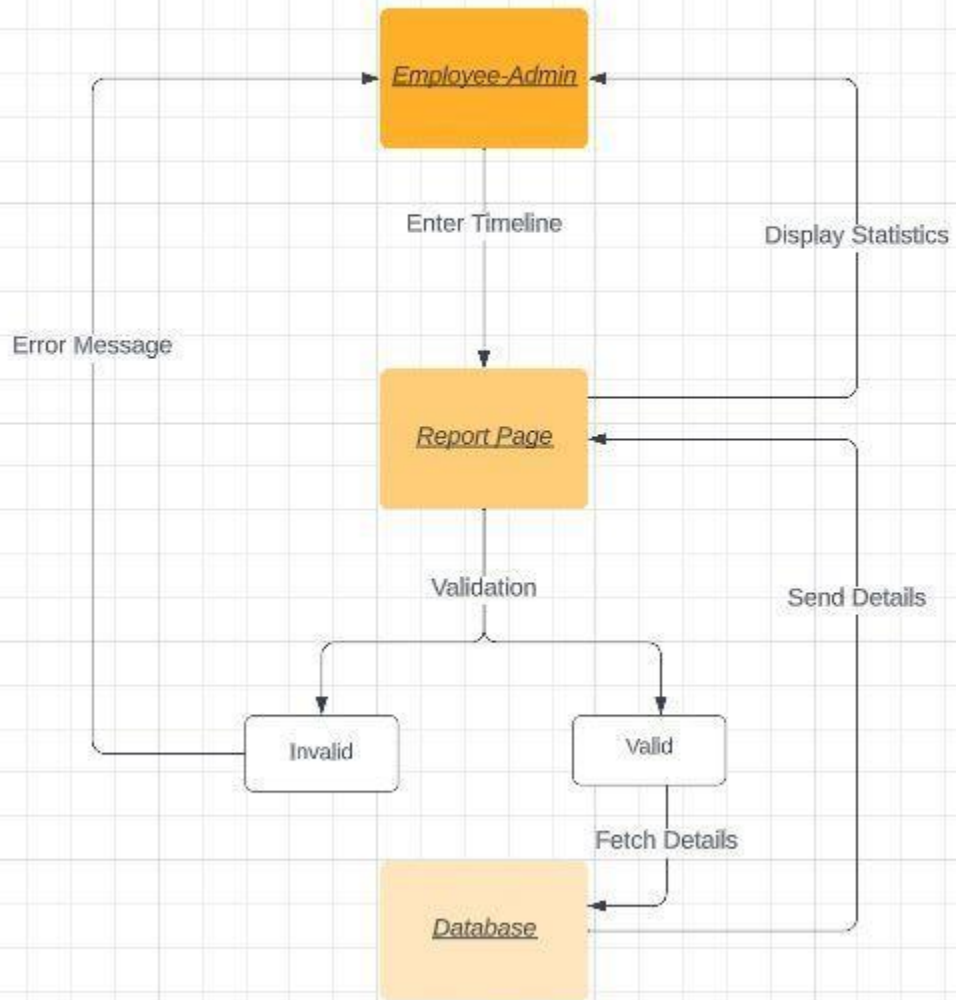 Employee-Admin
Enter Timeline
Display Statistics
Error Message
Report Page
Validation
Send Details
Invalid
Valid
Fetch Details
Database